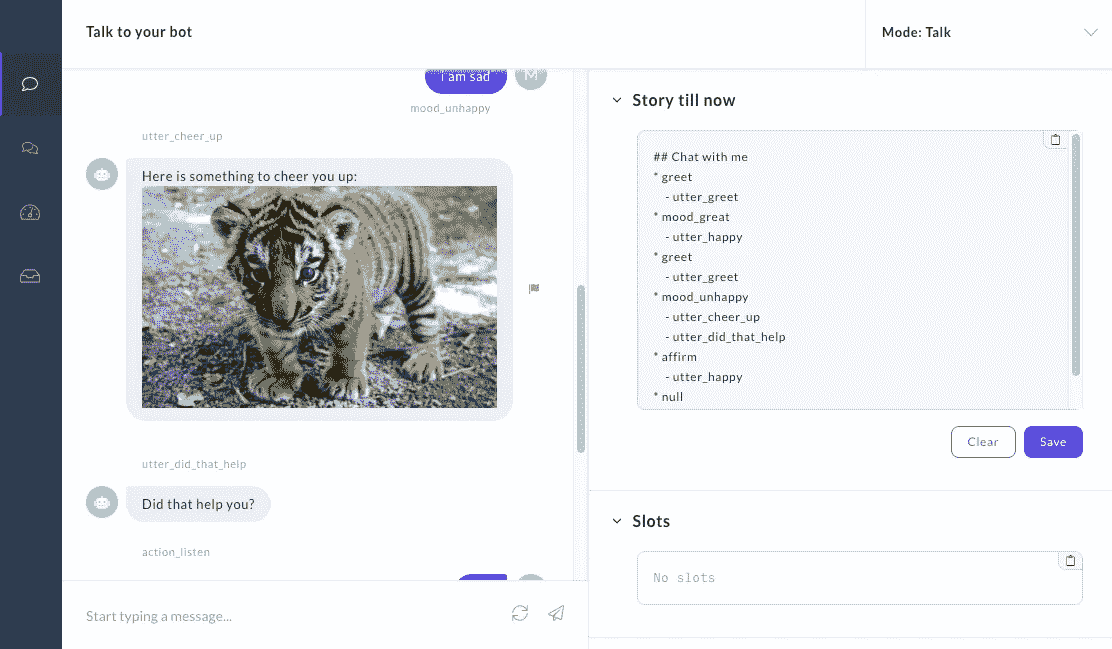 Talk to your bot
Mode: Talk
i am sad
M
mood_unhappy
utter_cheer_up
Here is something to cheer you up:
utter_did_that_help
Did that help you?
action_listen
Start typing a message...
Story till now
## Chat with me
* greet
- utter_greet
* mood_great
- utter_happy
* greet
- utter_greet
* mood_unhappy
- utter_cheer_up
- utter_did_that_help
* affirm
- utter_happy
* null
Clear
Save
Slots
No slots